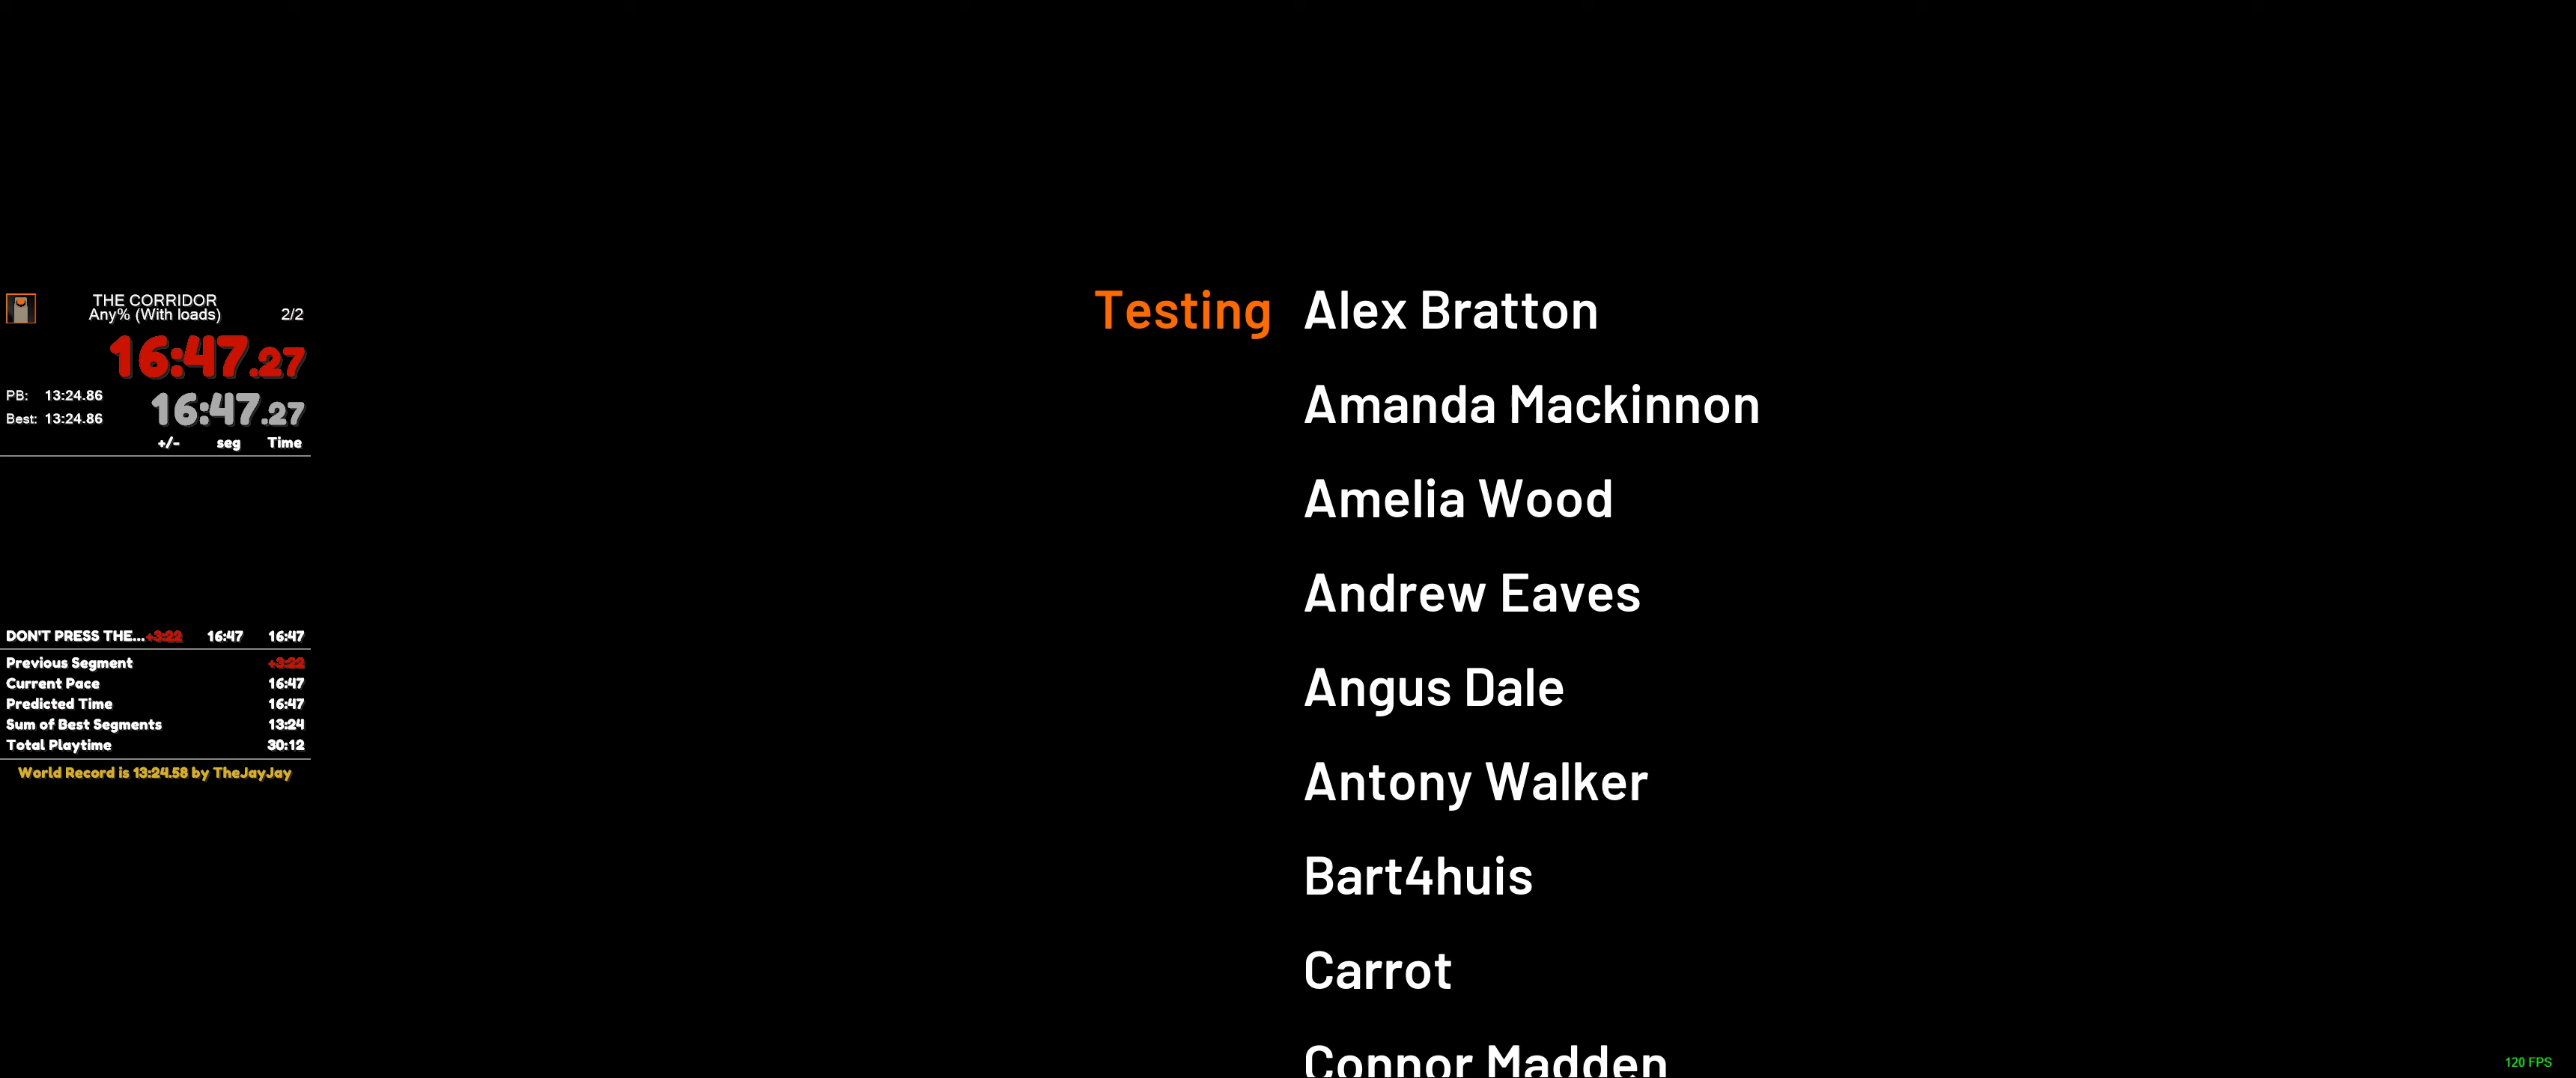 THE CORRIDOR
Any% (With loads) 2/2
16:47.27
PB: 13:24.86
16:47.27
Best: 13:24.86
+/- seg Time
DON'T PRESS THE... +3:22 16:47 16:47
Previous Segment +3:22
Current Pace 16:47
Predicted Time 16:47
Sum of Best Segments 13:24
Total Playtime 30:12
World Record is 13:24.58 by TheJayJay
Testing Alex Bratton
Amanda Mackinnon
Amelia Wood
Andrew Eaves
Angus Dale
Antony Walker
Bart4huis
Carrot
Connor Madden
120 FPS